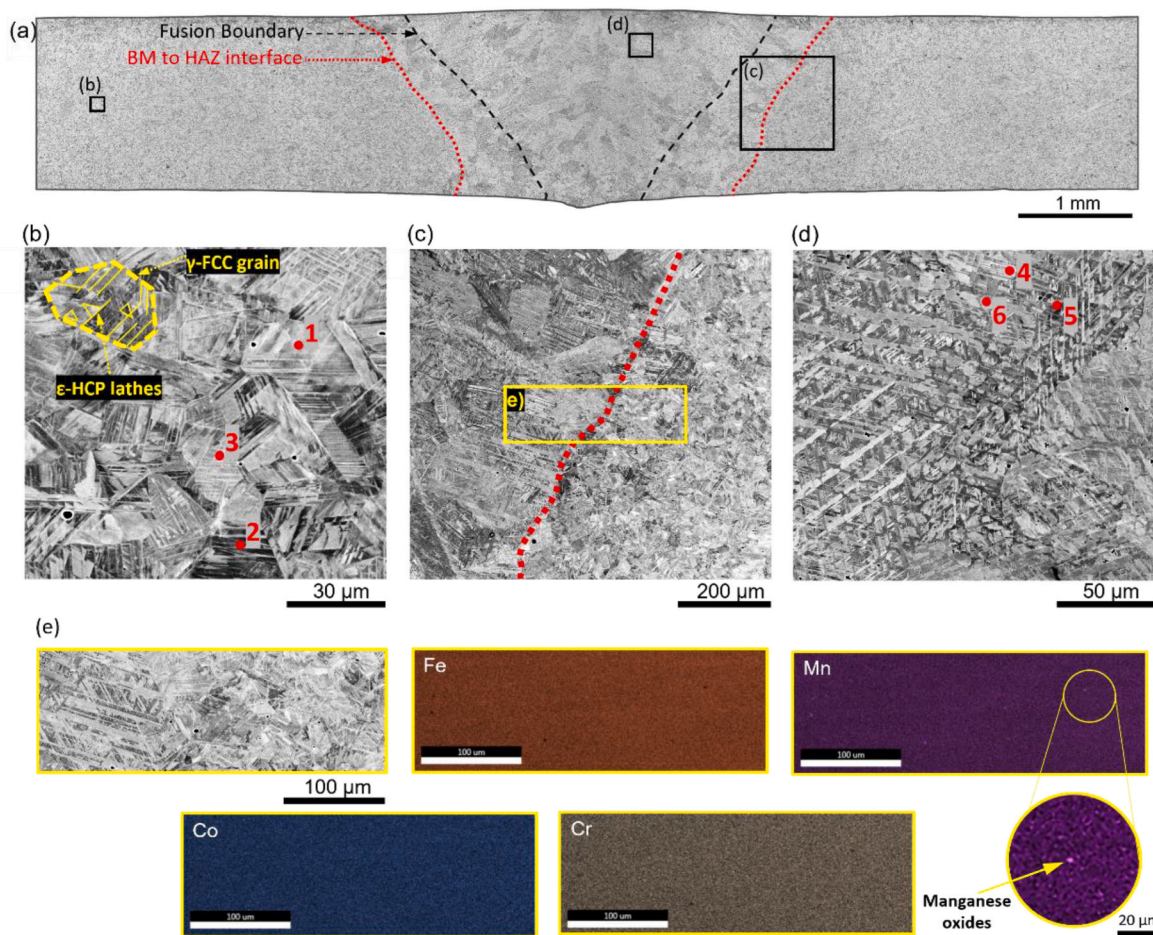 (a)
Fusion Boundary
BM to HAZ interface
(b)
(d)
(c)
1 mm
(b)
γ-FCC grain
ε-HCP lathes
1
3
2
30 µm
(c)
e)
200 µm
(d)
4
6
5
50 µm
(e)
100 µm
Fe
100 um
Mn
100 um
Co
100 um
Cr
100 um
Manganese
oxides
20 µm